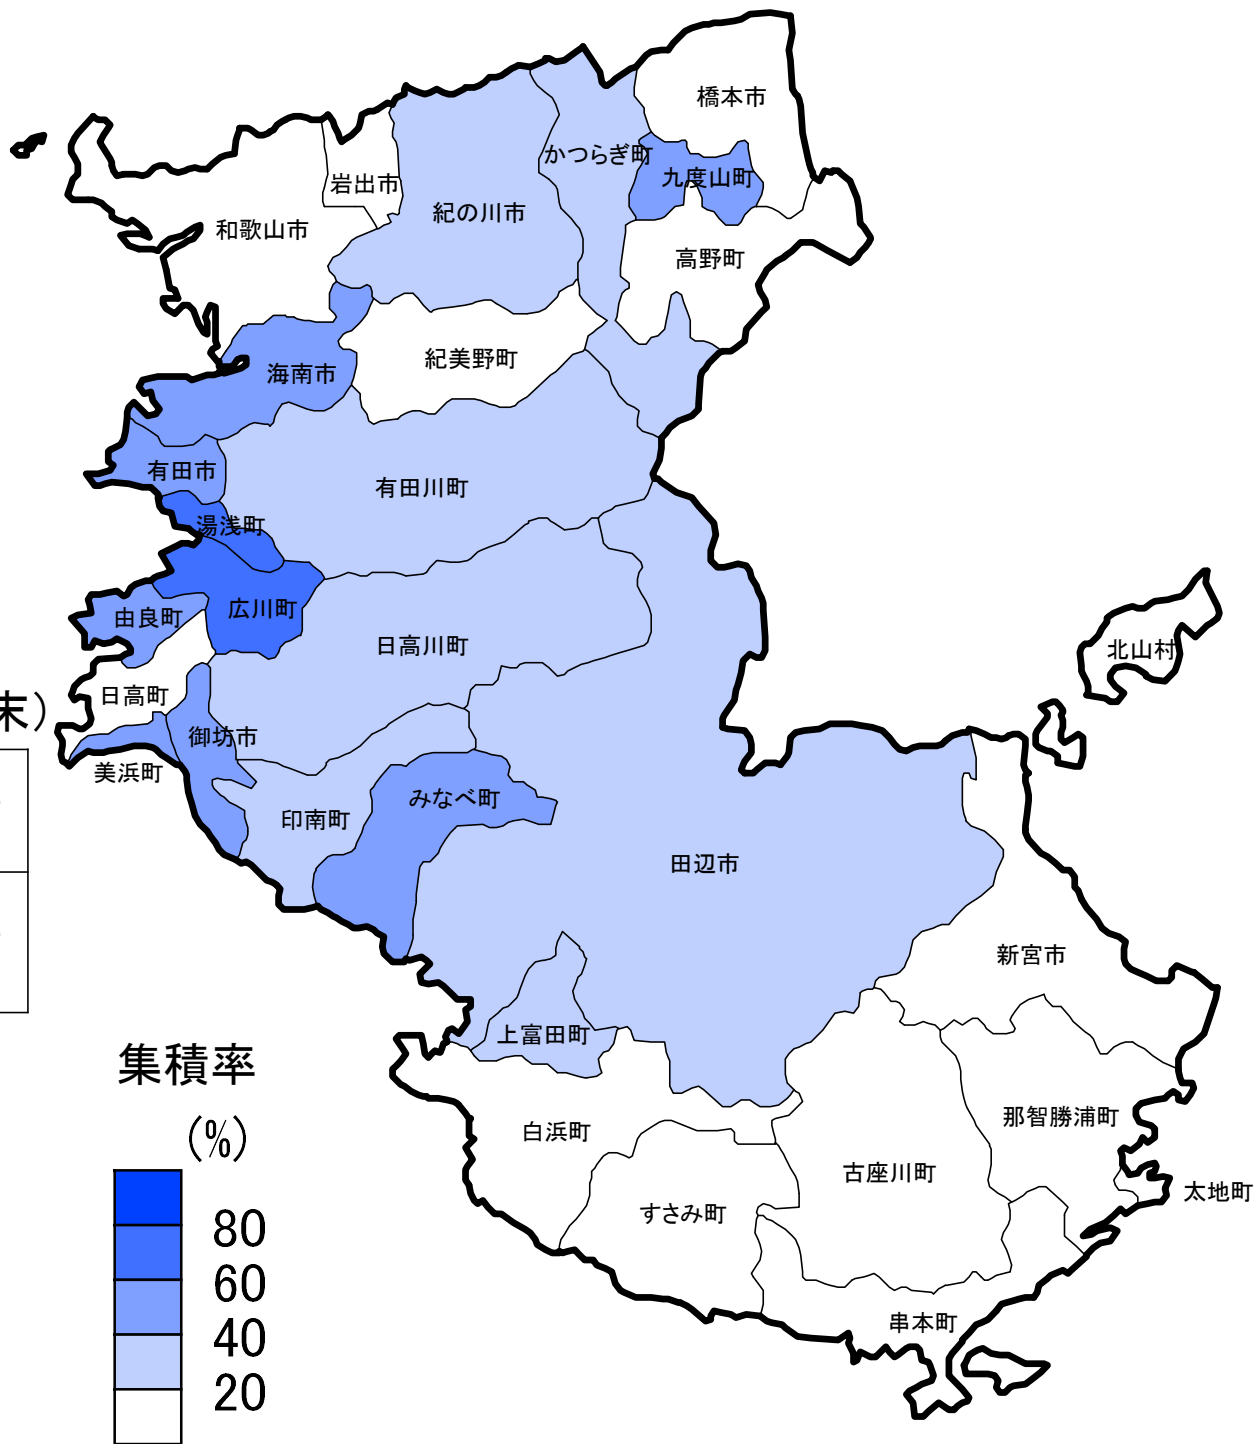 橋本市
かつらぎ町
九度山町
岩出市
紀の川市
和歌山市
高野町
紀美野町
海南市
有田市
有田川町
湯浅町
広川町
由良町
日高川町
北山村
日高町
末)
御坊市
美浜町
みなべ町
印南町
田辺市
新宮市
上富田町
集積率
(%)
那智勝浦町
白浜町
古座川町
太地町
すさみ町
80
60
串本町
40
20